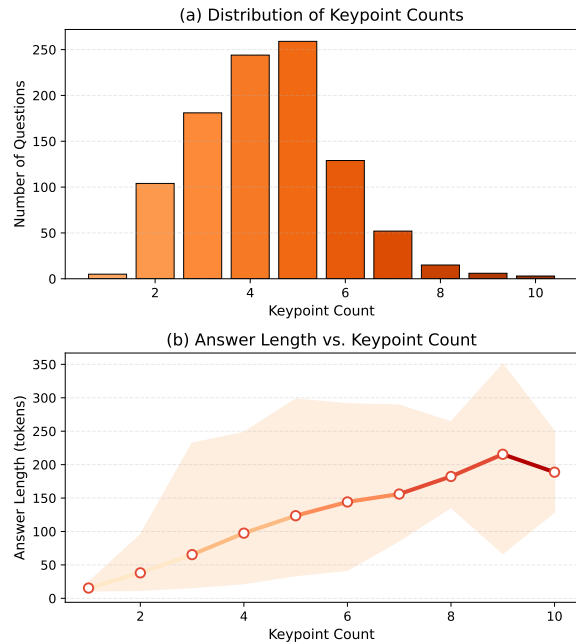 (a) Distribution of Keypoint Counts
250
200
150
100
50
0
Number of Questions
2 4 6 8 10
Keypoint Count
(b) Answer Length vs. Keypoint Count
350
300
250
200
150
100
50
0
Answer Length (tokens)
2 4 6 8 10
Keypoint Count